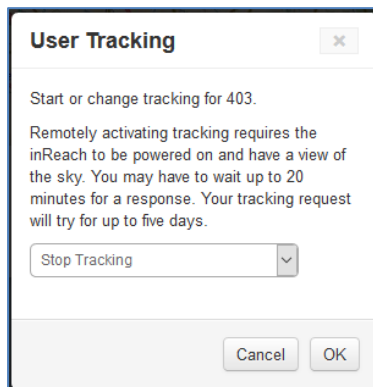 User Tracking
×
Start or change tracking for 403.
Remotely activating tracking requires the
inReach to be powered on and have a view of
the sky. You may have to wait up to 20
minutes for a response. Your tracking request
will try for up to five days.
Stop Tracking
Cancel OK